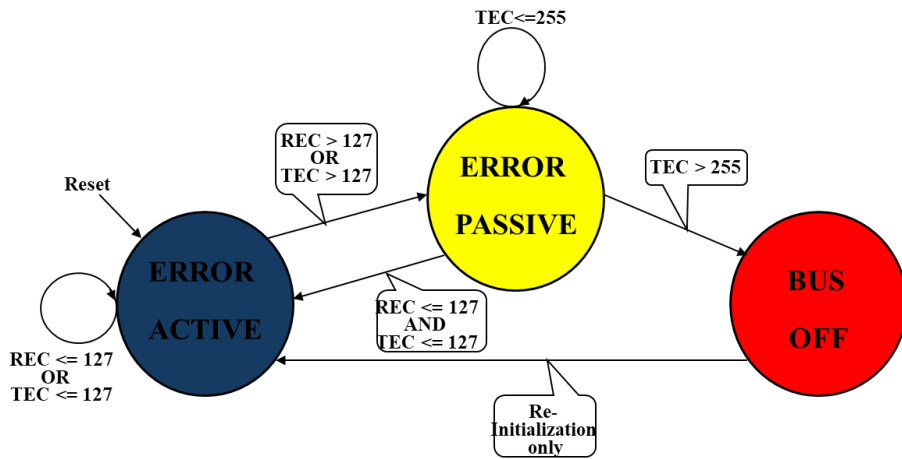 TEC<=255
REC > 127
OR
TEC > 127
ERROR
PASSIVE
TEC > 255
Reset
ERROR
ACTIVE
BUS
OFF
REC <= 127
AND
TEC <= 127
REC <= 127
OR
TEC <= 127
Re-
Initialization
only